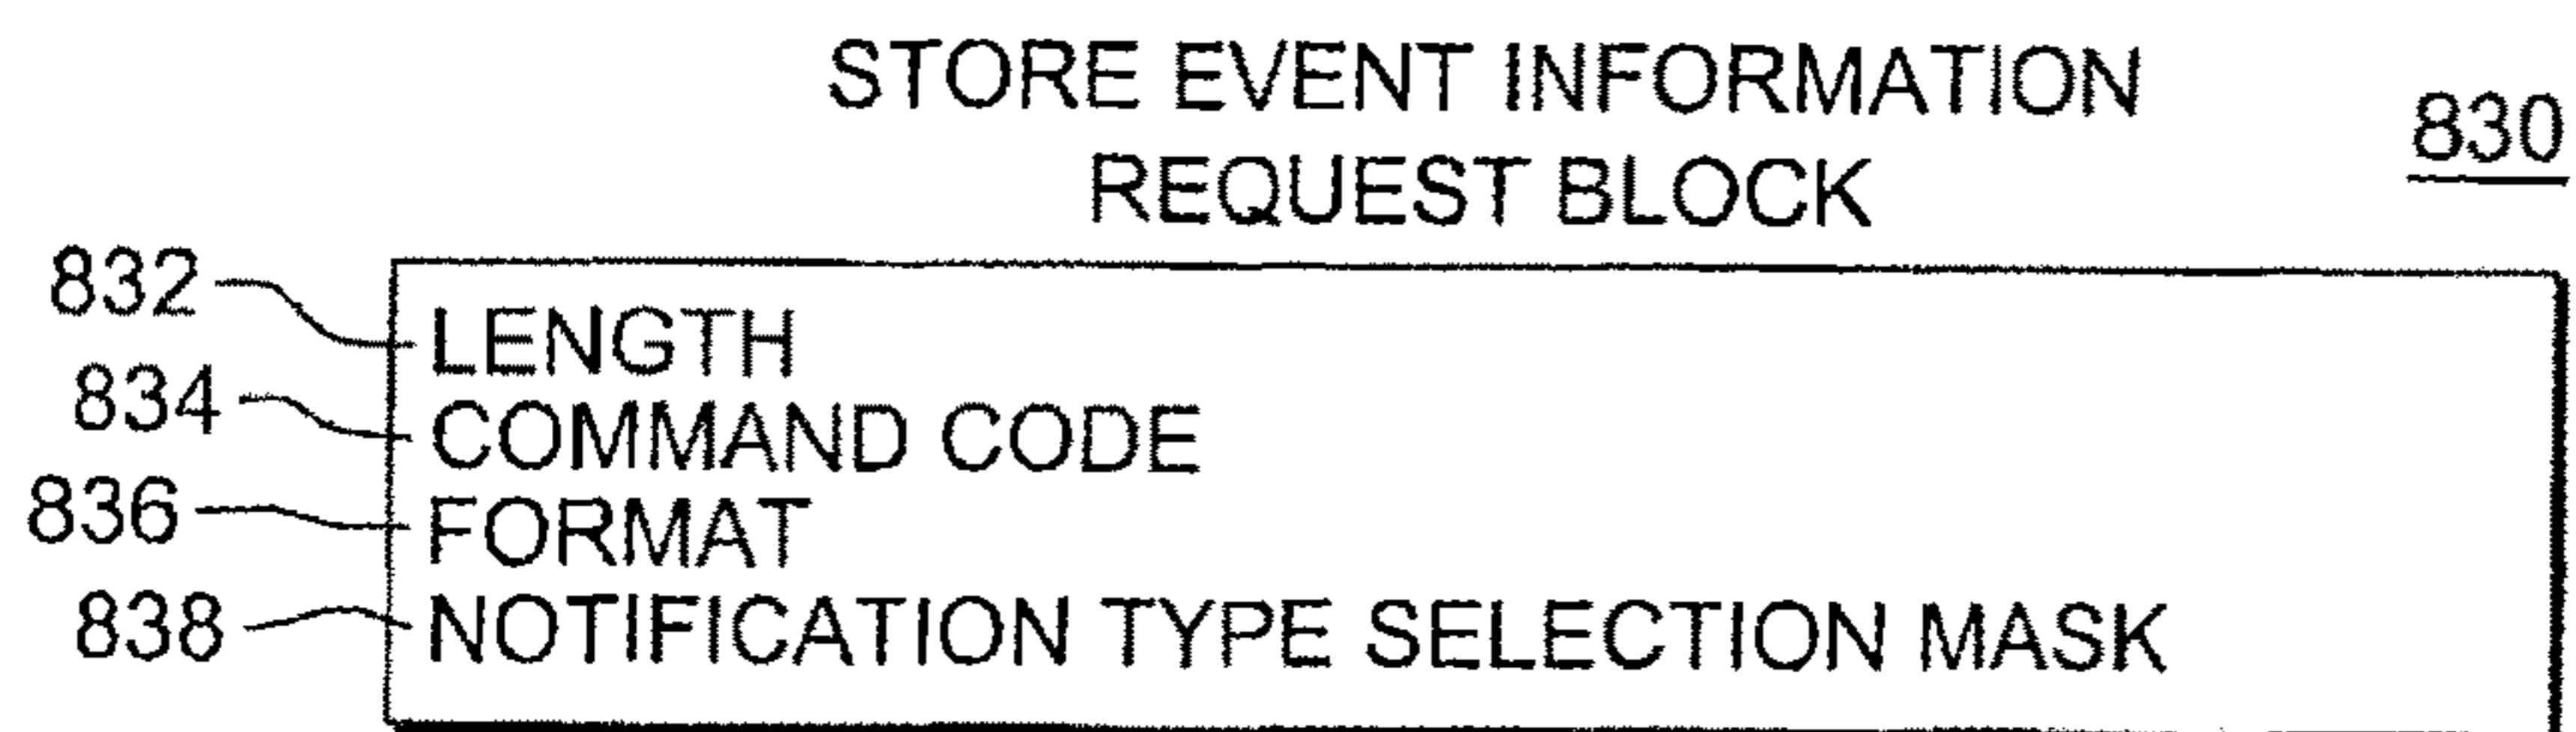 STORE EVENT INFORMATION
REQUEST BLOCK
830
832
LENGTH
834
COMMAND CODE
836
FORMAT
838
NOTIFICATION TYPE SELECTION MASK